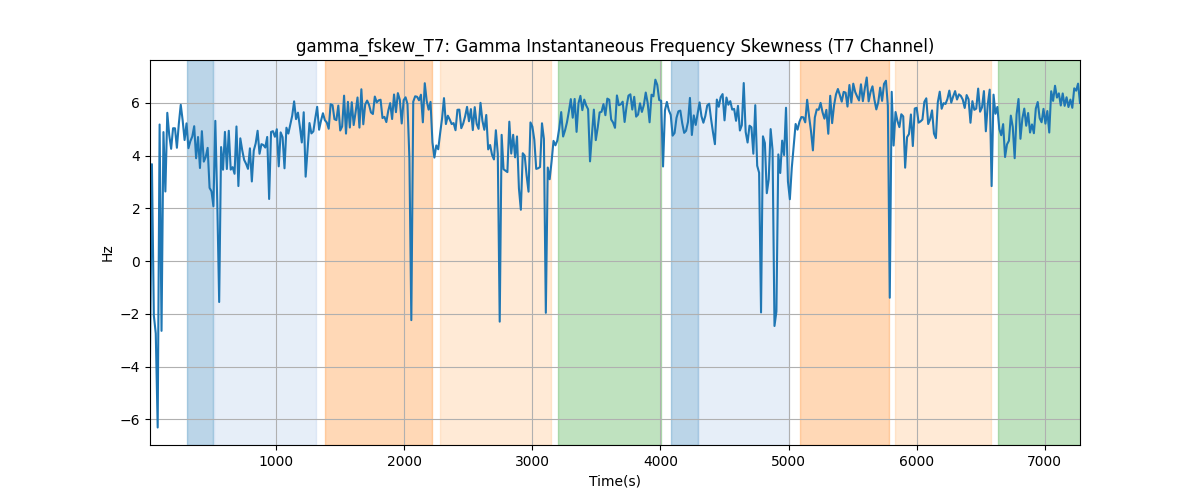 gamma_fskew_T7: Gamma Instantaneous Frequency Skewness (T7 Channel)
6
4
2
0
−2
−4
−6
Hz
1000 2000 3000 4000 5000 6000 7000
Time(s)